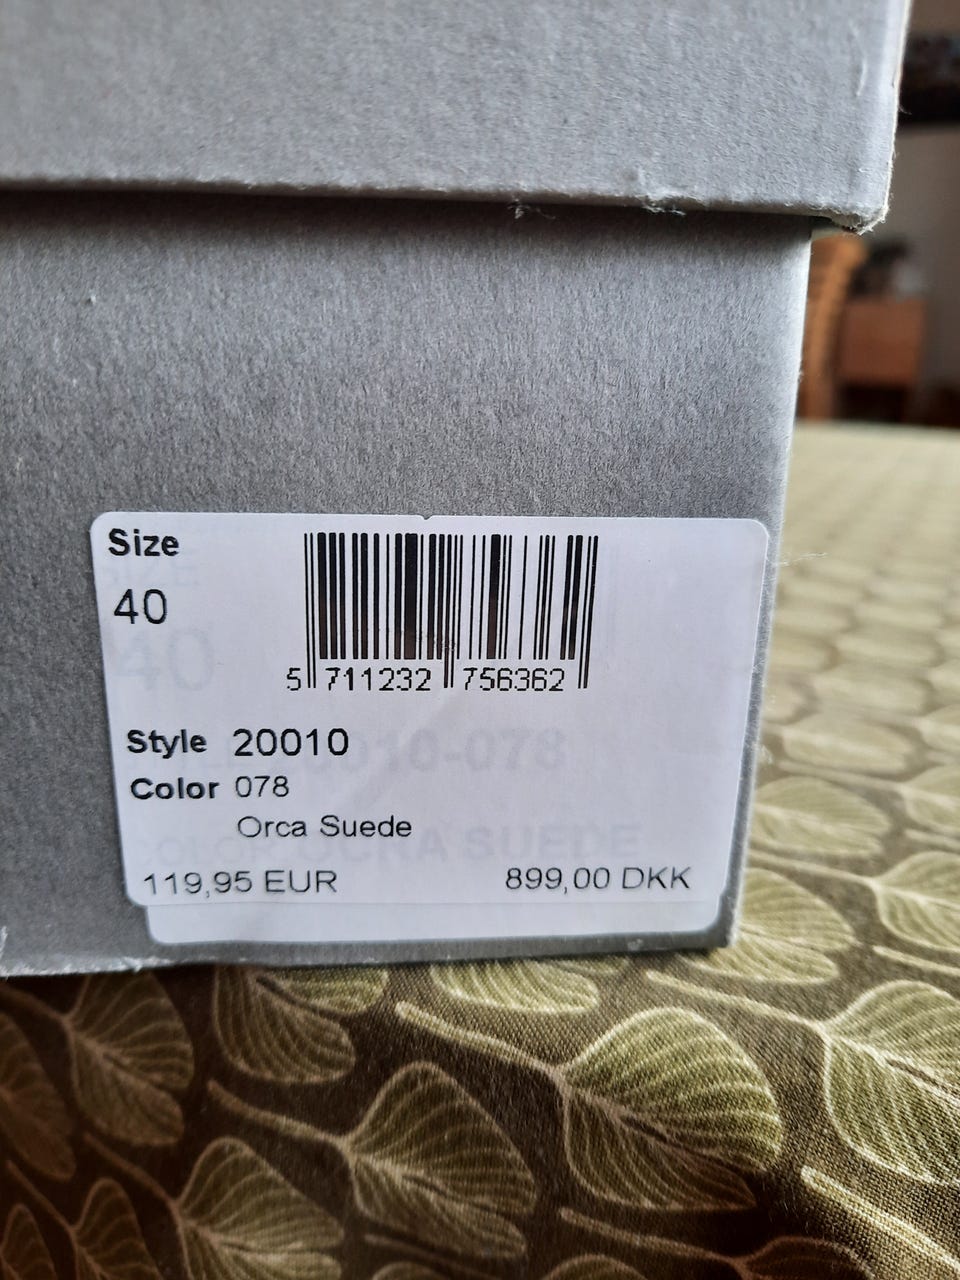 Size
40
5 711232 756362
Style 20010
Color 078
Orca Suede
119,95 EUR 899,00 DKK